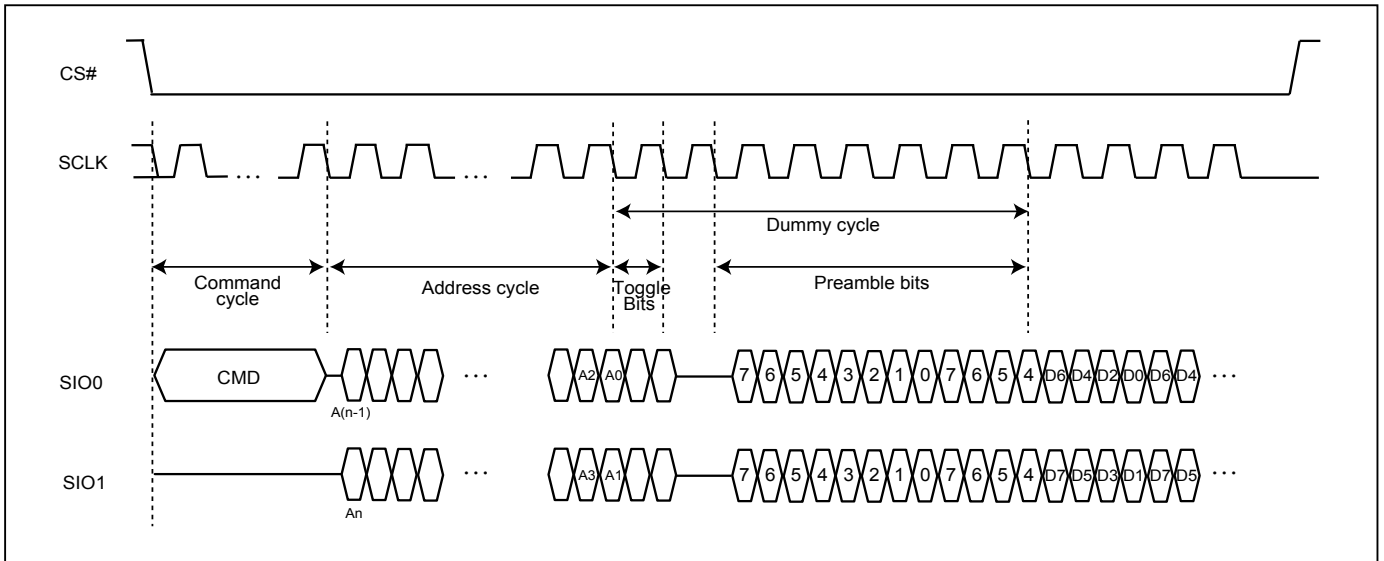 CS#
SCLK
... ...
Dummy cycle
Command
cycle
Address cycle
Toggle
Bits
Preamble bits
SIO0
CMD
A(n-1)
... A2 A0
7 6 5 4 3 2 1 0 7 6 5 4 D6 D4 D2 D0 D6 D4 ...
SIO1
An
... A3 A1
7 6 5 4 3 2 1 0 7 6 5 4 D7 D5 D3 D1 D7 D5 ...